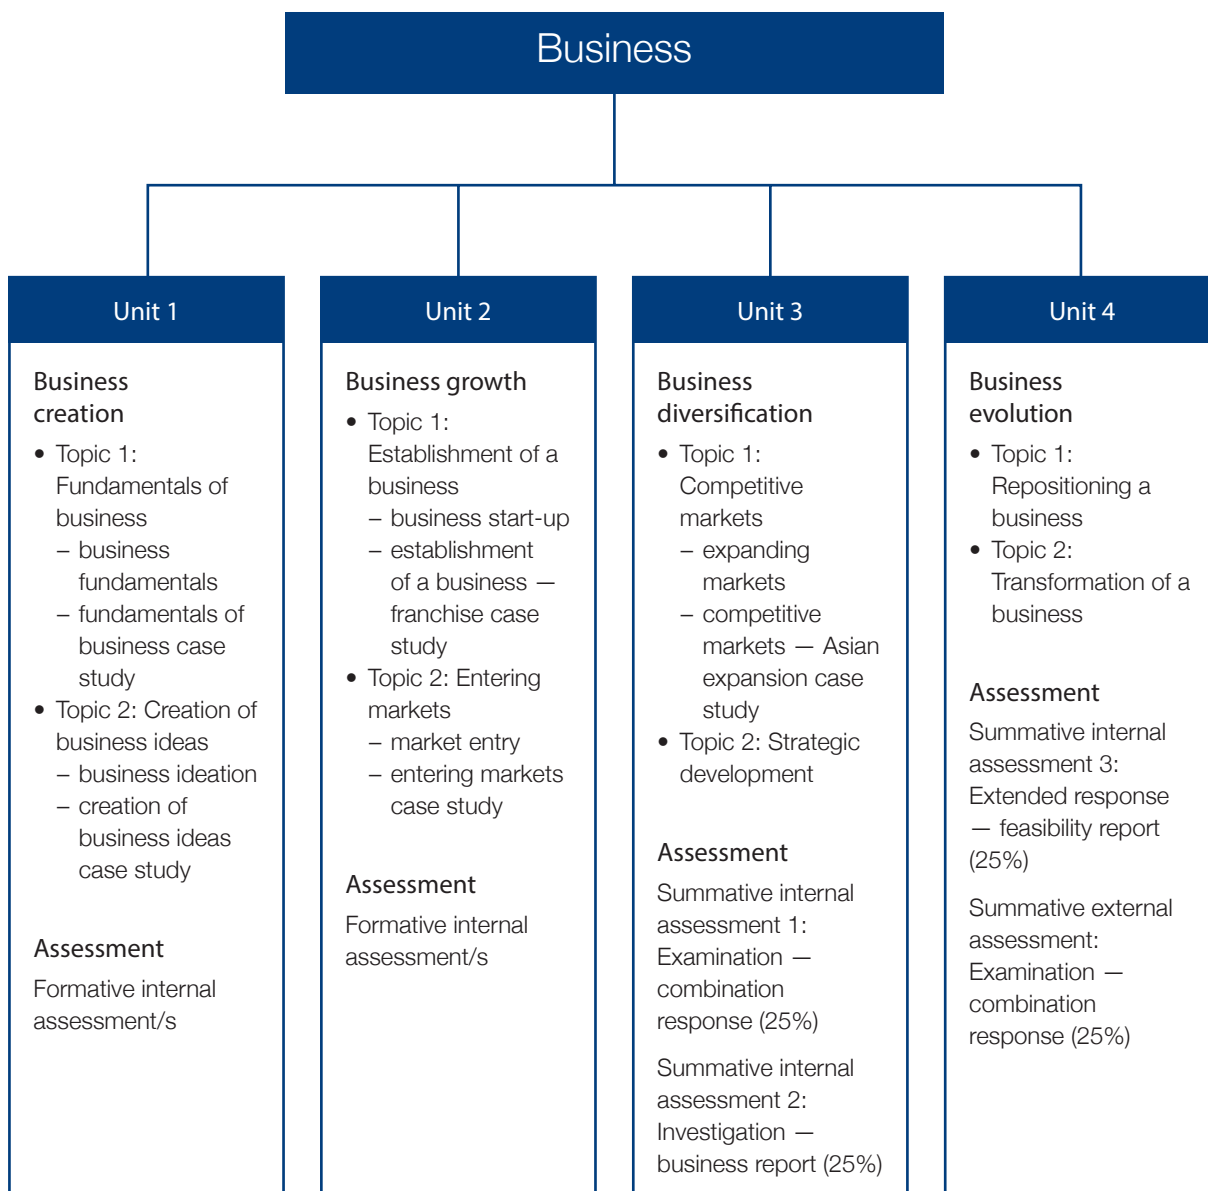 Business
Unit 1
Business
creation
• Topic 1:
Fundamentals of
business
– business
fundamentals
– fundamentals of
business case
study
• Topic 2: Creation of
business ideas
– business ideation
– creation of
business ideas
case study
Assessment
Formative internal
assessment/s
Unit 2
Business growth
• Topic 1:
Establishment of a
business
– business start-up
– establishment
of a business —
franchise case
study
• Topic 2: Entering
markets
– market entry
– entering markets
case study
Assessment
Formative internal
assessment/s
Unit 3
Business
diversification
• Topic 1:
Competitive
markets
– expanding
markets
– competitive
markets — Asian
expansion case
study
• Topic 2: Strategic
development
Assessment
Summative internal
assessment 1:
Examination —
combination
response (25%)
Summative internal
assessment 2:
Investigation —
business report (25%)
Unit 4
Business
evolution
• Topic 1:
Repositioning a
business
• Topic 2:
Transformation of a
business
Assessment
Summative internal
assessment 3:
Extended response
— feasibility report
(25%)
Summative external
assessment:
Examination —
combination
response (25%)